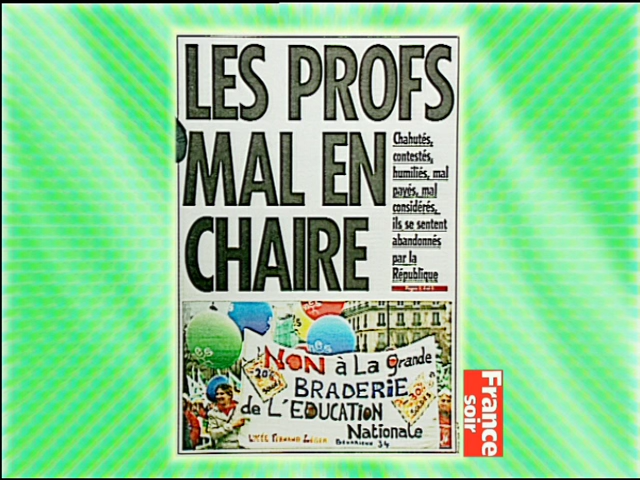 LES PROFS
MAL EN
CHAIRE
Chahutés,
contestés,
humiliés, mal
payés, mal
considérés,
ils se sentent
abandonnés
par la
République
NON à La grande
BRADERIE
de L'EDUCATION
Nationale
-20%
France
soir